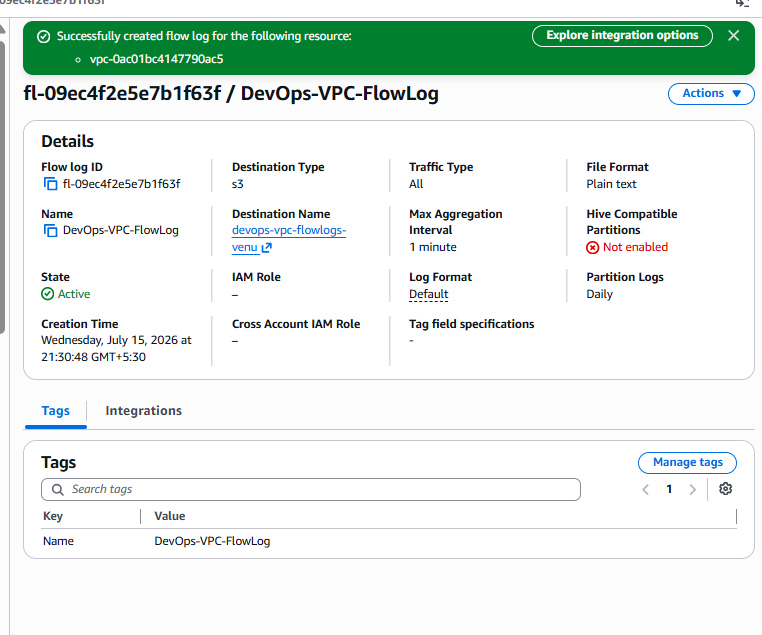 Successfully created flow log for the following resource:
Explore integration options
vpc-0ac01bc4147790ac5
fl-09ec4f2e5e7b1f63f / DevOps-VPC-FlowLog
Actions
Details
Flow log ID
fl-09ec4f2e5e7b1f63f
Destination Type
s3
Traffic Type
All
File Format
Plain text
Name
DevOps-VPC-FlowLog
Destination Name
devops-vpc-flowlogs-
venu
Max Aggregation
Interval
1 minute
Hive Compatible
Partitions
Not enabled
State
Active
IAM Role
–
Log Format
Default
Partition Logs
Daily
Creation Time
Wednesday, July 15, 2026 at
21:30:48 GMT+5:30
Cross Account IAM Role
–
Tag field specifications
-
Tags
Integrations
Tags
Manage tags
Search tags
1
Key
Value
Name
DevOps-VPC-FlowLog